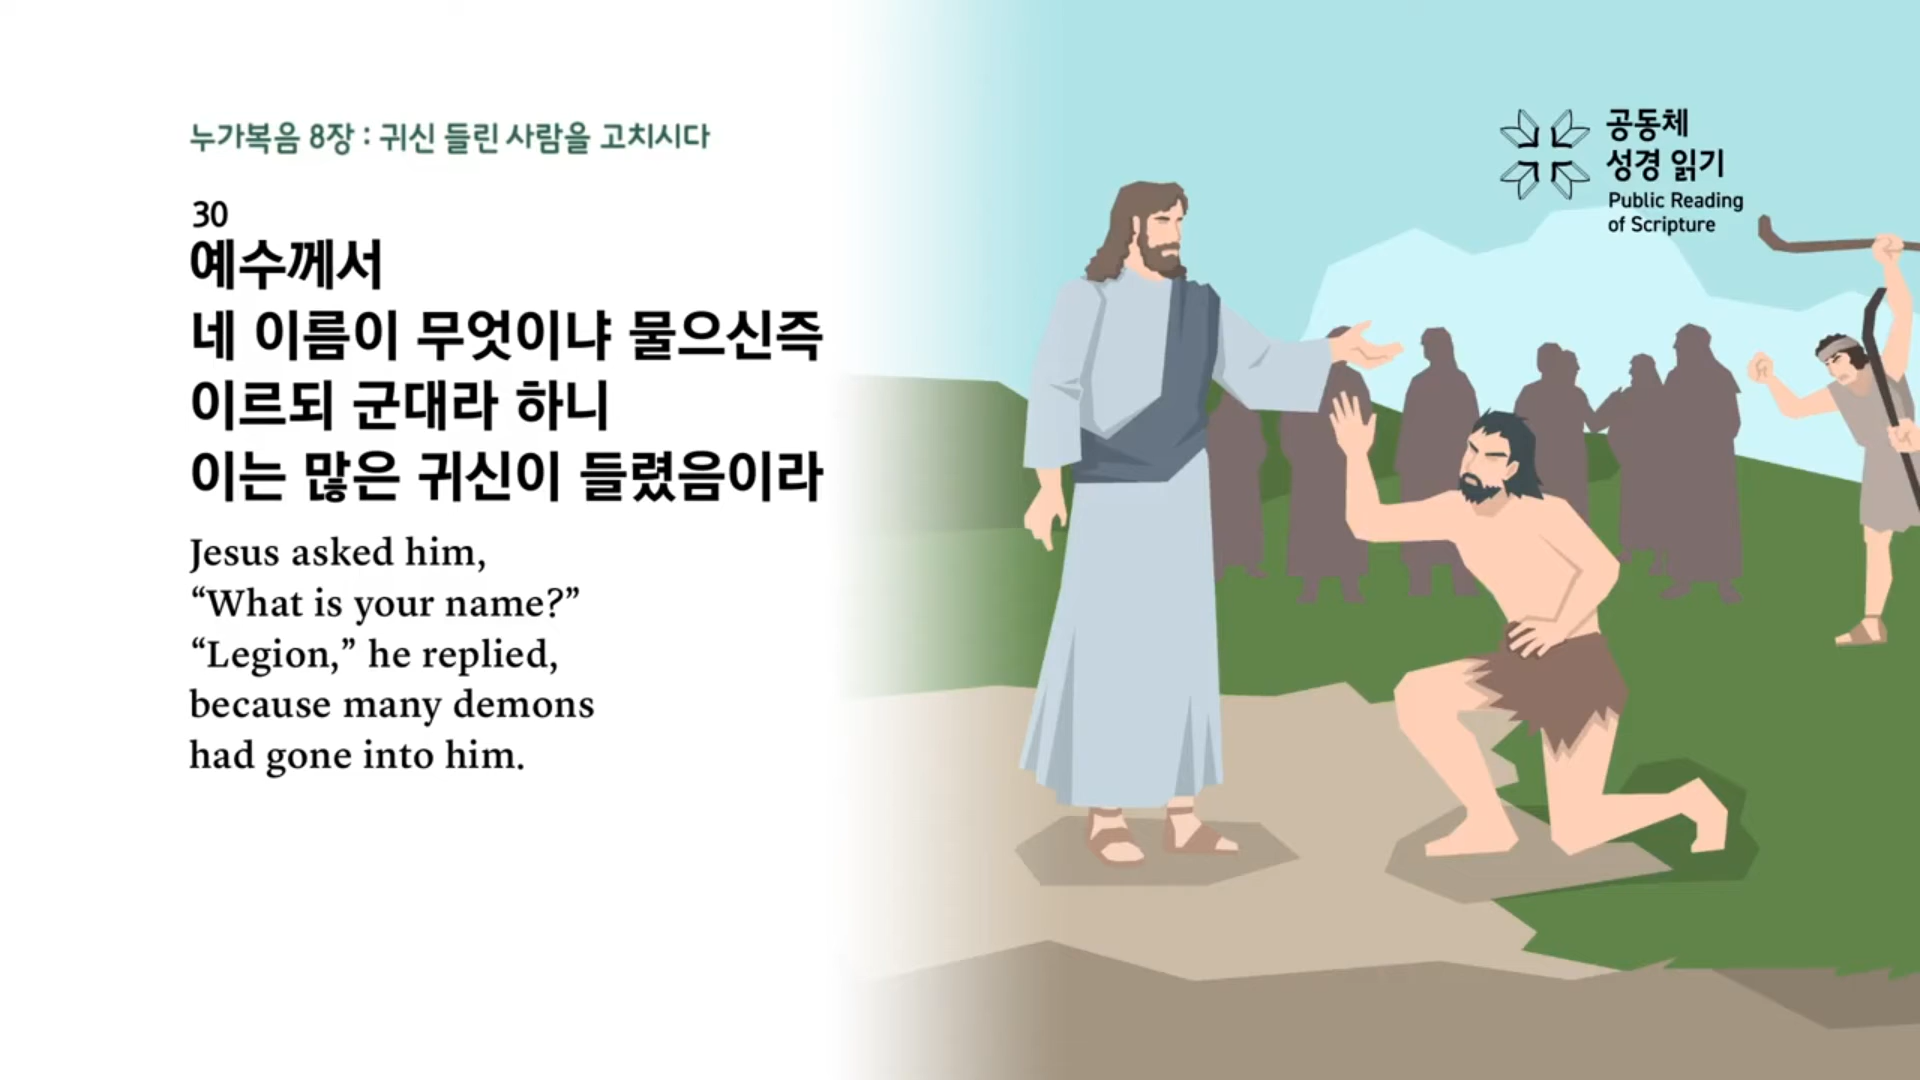 누가복음 8장 : 귀신 들린 사람을 고치시다
30
예수께서
네 이름이 무엇이냐 물으신즉
이르되 군대라 하니
이는 많은 귀신이 들렸음이라
Jesus asked him,
“What is your name?”
“Legion,” he replied,
because many demons
had gone into him.
공동체
성경 읽기
Public Reading
of Scripture